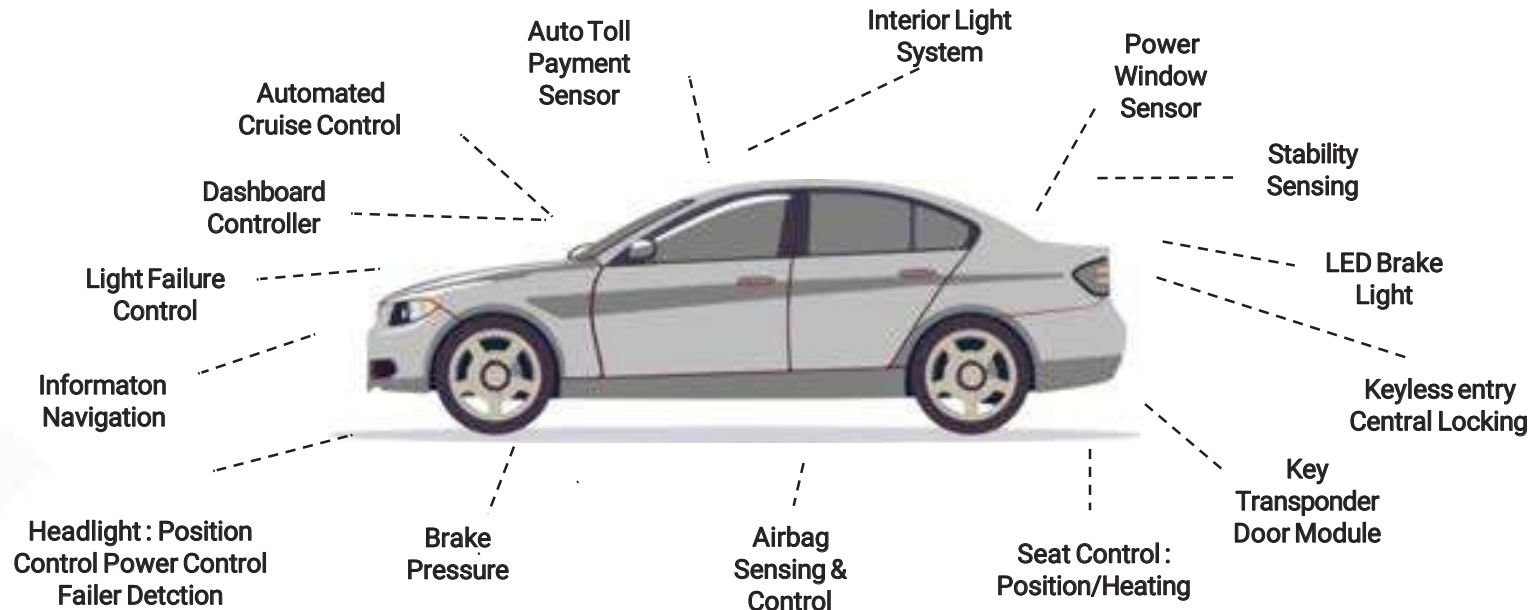 Auto Toll
Payment
Sensor
Interior Light
System
Power
Window
Sensor
Automated
Cruise Control
Stability
Sensing
Dashboard
Controller
LED Brake
Light
Light Failure
Control
Informaton
Navigation
Keyless entry
Central Locking
Key
Transponder
Door Module
Headlight : Position
Control Power Control
Failer Detction
Brake
Pressure
Airbag
Sensing &
Control
Seat Control :
Position/Heating